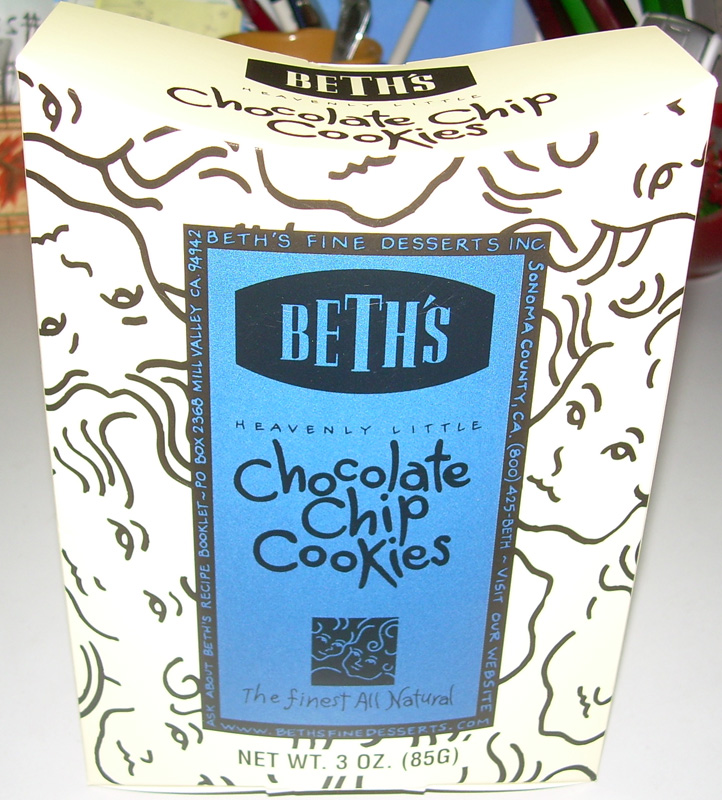 BETH'S
HEAVENLY LITTLE
Chocolate Chip
Cookies
BETH'S FINE DESSERTS INC.
SONOMA COUNTY, CA. (800) 425-BETH ~ VISIT OUR WEBSITE
WWW.BETHSFINEDESSERTS.COM
ASK ABOUT BETH'S RECIPE BOOKLET~PO BOX 2368 MILL VALLEY CA. 94942
BETH'S
HEAVENLY LITTLE
Chocolate
Chip
Cookies
The finest All Natural
NET WT. 3 OZ. (85G)